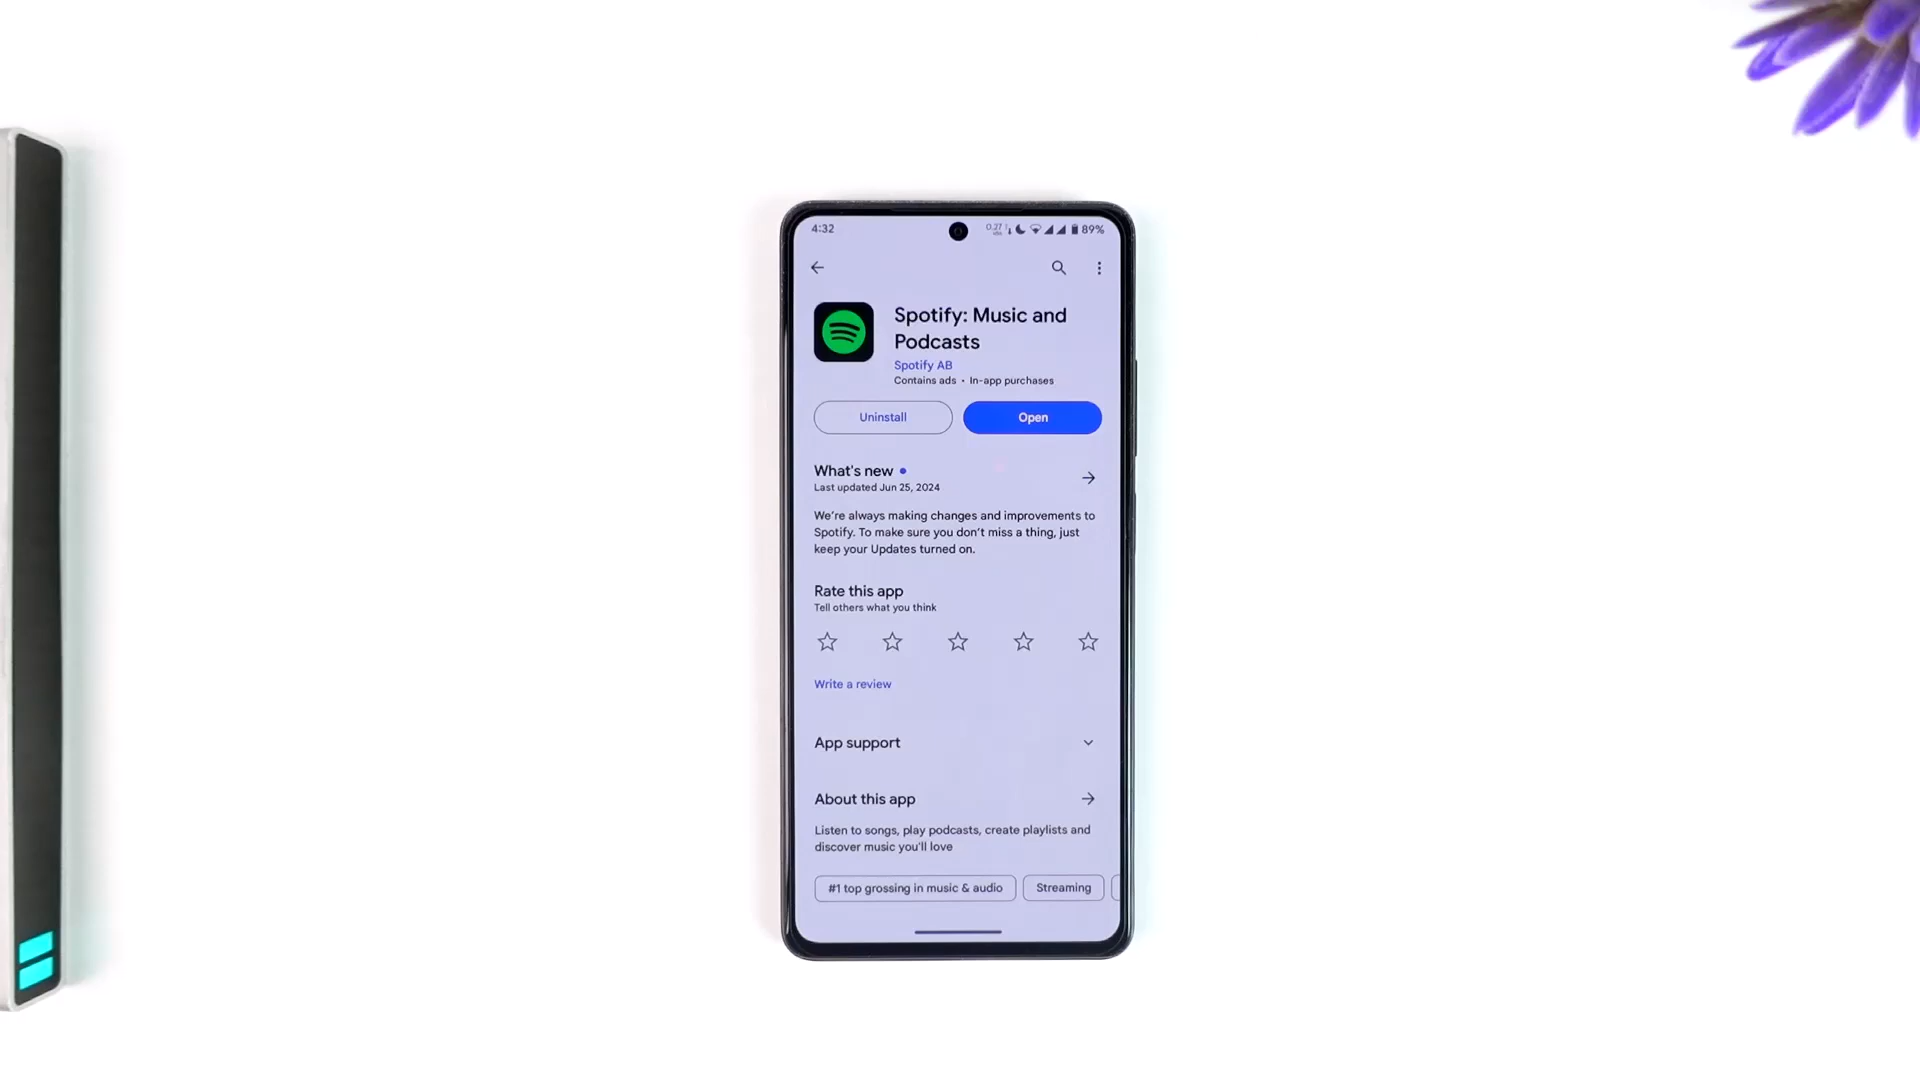 4:32
0.27
89%
Spotify: Music and
Podcasts
Spotify AB
Contains ads • In-app purchases
Uninstall
Open
What's new
Last updated Jun 25, 2024
We're always making changes and improvements to
Spotify. To make sure you don't miss a thing, just
keep your Updates turned on.
Rate this app
Tell others what you think
Write a review
App support
About this app
Listen to songs, play podcasts, create playlists and
discover music you'll love
#1 top grossing in music & audio
Streaming